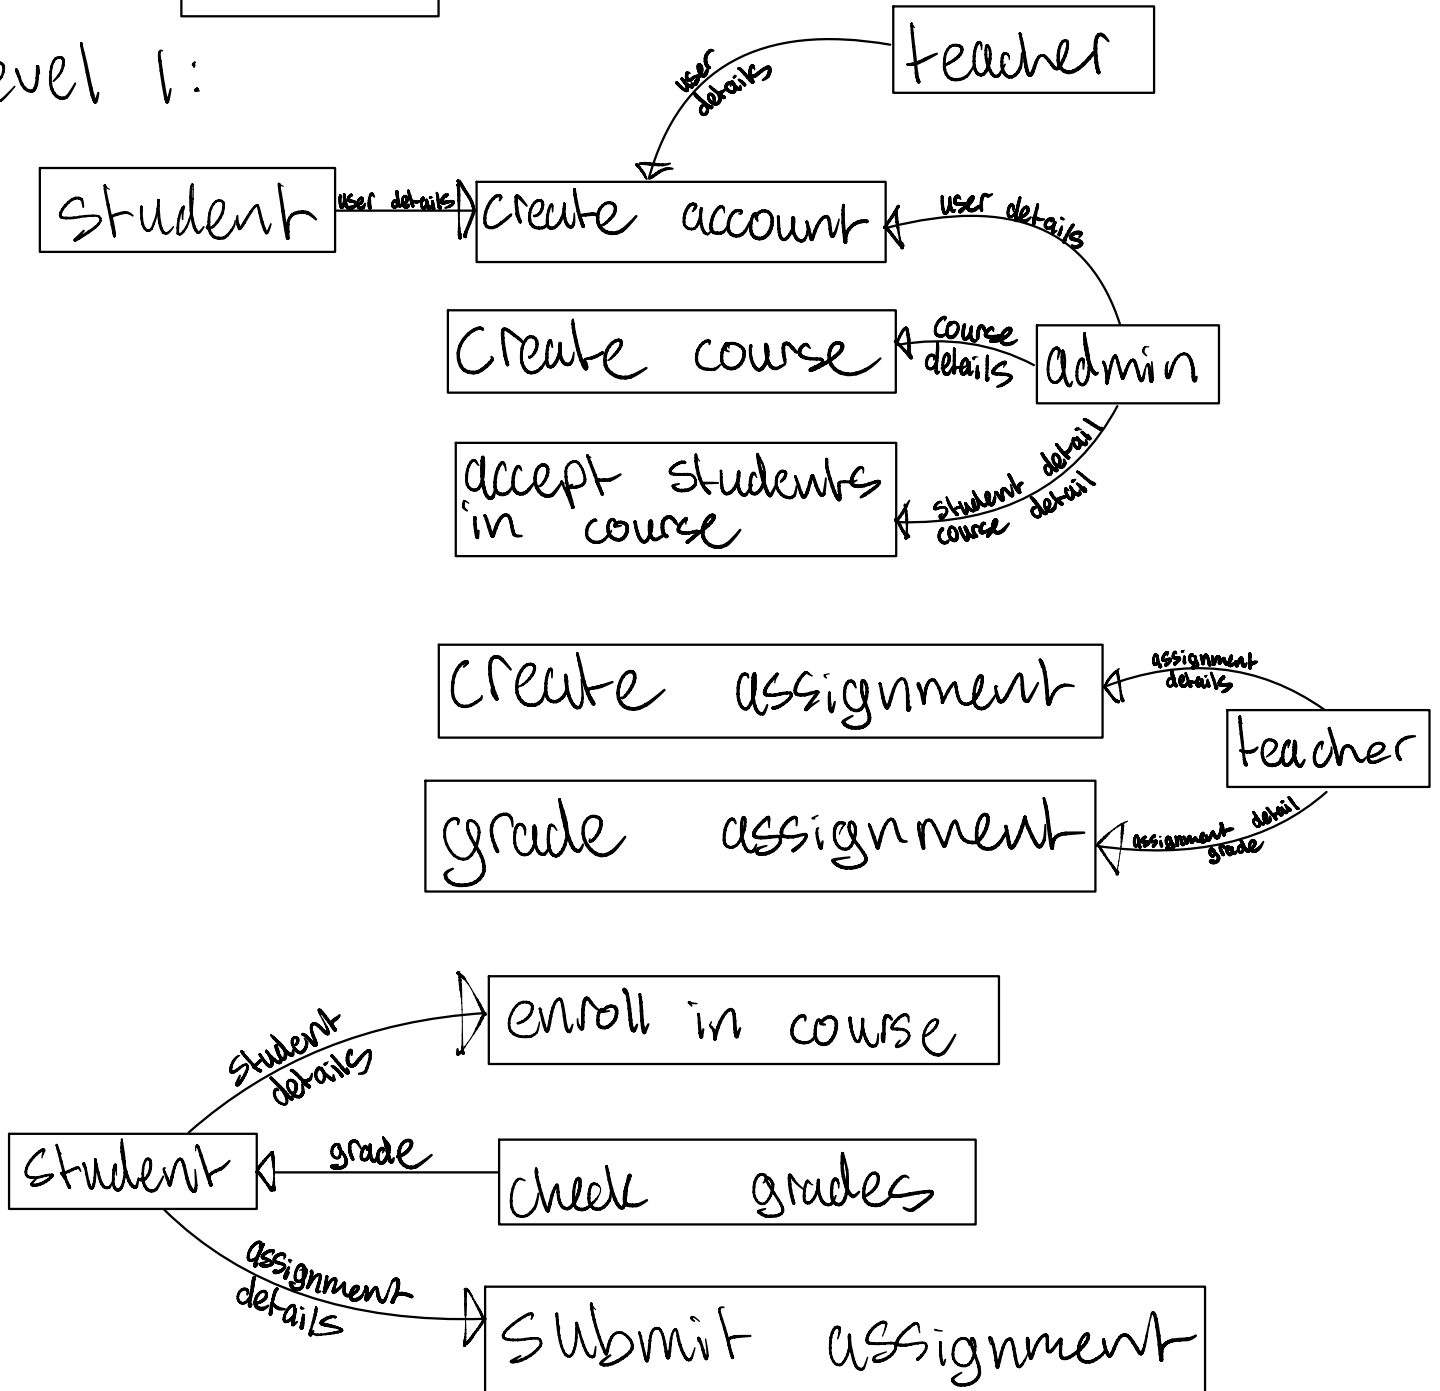 evel 1:
teacher
user
details
student
user details
create account
user details
create course
course
details
admin
accept students
in course
student detail
course detail
create assignment
assignment
details
teacher
grade assignment
assignment detail
grade
enroll in course
student
details
student
grade
check grades
assignment
details
submit assignment